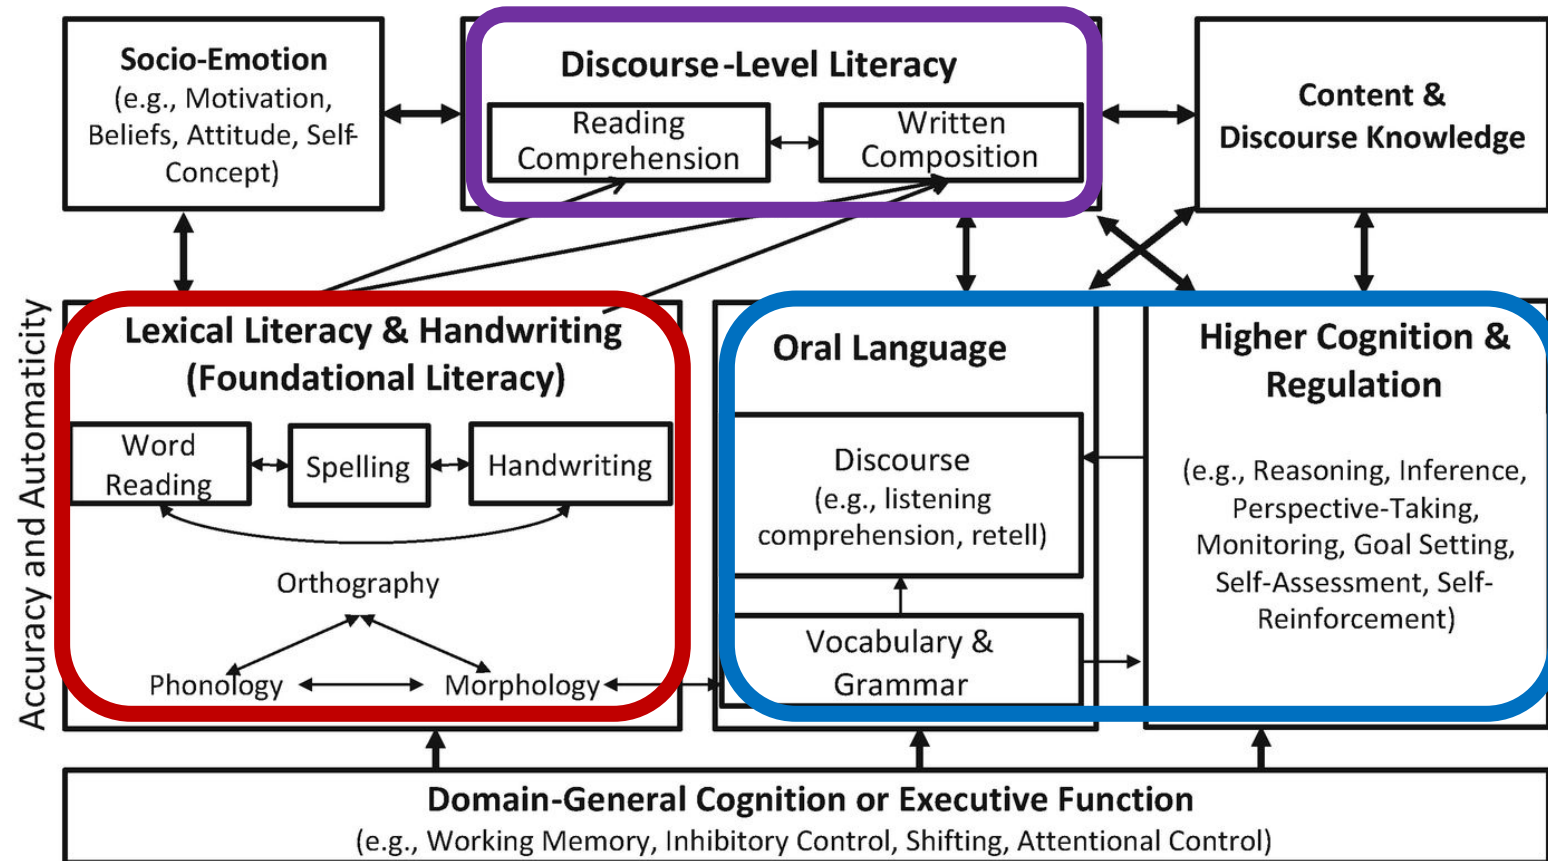 Socio-Emotion
(e.g., Motivation,
Beliefs, Attitude, Self-
Concept)
Discourse-Level Literacy
Reading
Comprehension
Written
Composition
Content &
Discourse Knowledge
Accuracy and Automaticity
Lexical Literacy & Handwriting
(Foundational Literacy)
Word
Reading
Spelling
Handwriting
Orthography
Phonology
Morphology
Oral Language
Discourse
(e.g., listening
comprehension, retell)
Vocabulary &
Grammar
Higher Cognition &
Regulation
(e.g., Reasoning, Inference,
Perspective-Taking,
Monitoring, Goal Setting,
Self-Assessment, Self-
Reinforcement)
Domain-General Cognition or Executive Function
(e.g., Working Memory, Inhibitory Control, Shifting, Attentional Control)